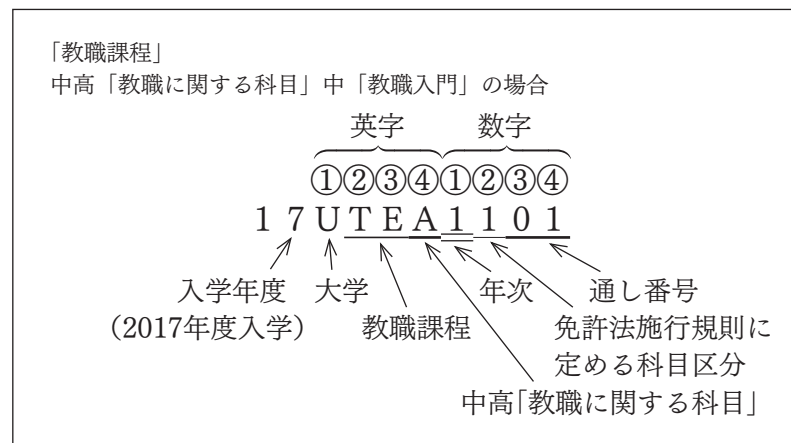 「教職課程」
中高「教職に関する科目」中「教職入門」の場合
英字 数字
①②③④①②③④
17UTEA1101
入学年度 大学 年次 通し番号
(2017年度入学) 教職課程 免許法施行規則に
定める科目区分
中高「教職に関する科目」